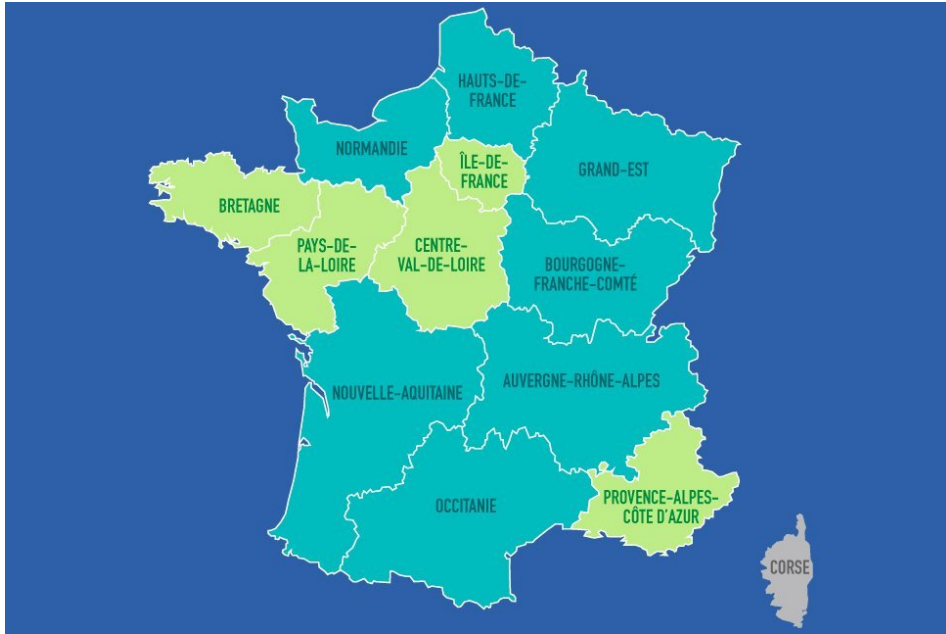 HAUTS-DE-
FRANCE
NORMANDIE
ÎLE-DE-
FRANCE
GRAND-EST
BRETAGNE
PAYS-DE-
LA-LOIRE
CENTRE-
VAL-DE-LOIRE
BOURGOGNE-
FRANCHE-COMTÉ
NOUVELLE-AQUITAINE
AUVERGNE-RHÔNE-ALPES
OCCITANIE
PROVENCE-ALPES-
CÔTE D'AZUR
CORSE